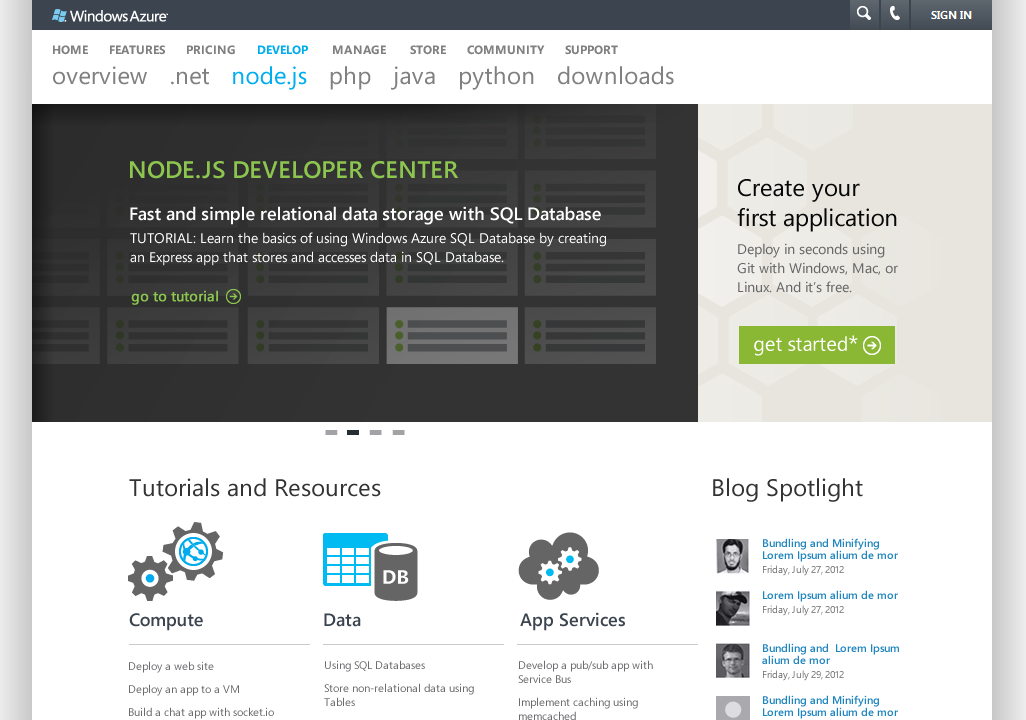 Windows Azure
SIGN IN
HOME FEATURES PRICING DEVELOP MANAGE STORE COMMUNITY SUPPORT
overview .net node.js php java python downloads
NODE.JS DEVELOPER CENTER
Fast and simple relational data storage with SQL Database
TUTORIAL: Learn the basics of using Windows Azure SQL Database by creating
an Express app that stores and accesses data in SQL Database.
go to tutorial
Create your
first application
Deploy in seconds using
Git with Windows, Mac, or
Linux. And it's free.
get started*
Tutorials and Resources
Compute
Deploy a web site
Deploy an app to a VM
Build a chat app with socket.io
DB
Data
Using SQL Databases
Store non-relational data using
Tables
App Services
Develop a pub/sub app with
Service Bus
Implement caching using
memcached
Blog Spotlight
Bundling and Minifying
Lorem Ipsum alium de mor
Friday, July 27, 2012
Lorem Ipsum alium de mor
Friday, July 27, 2012
Bundling and Lorem Ipsum
alium de mor
Friday, July 29, 2012
Bundling and Minifying
Lorem Ipsum alium de mor